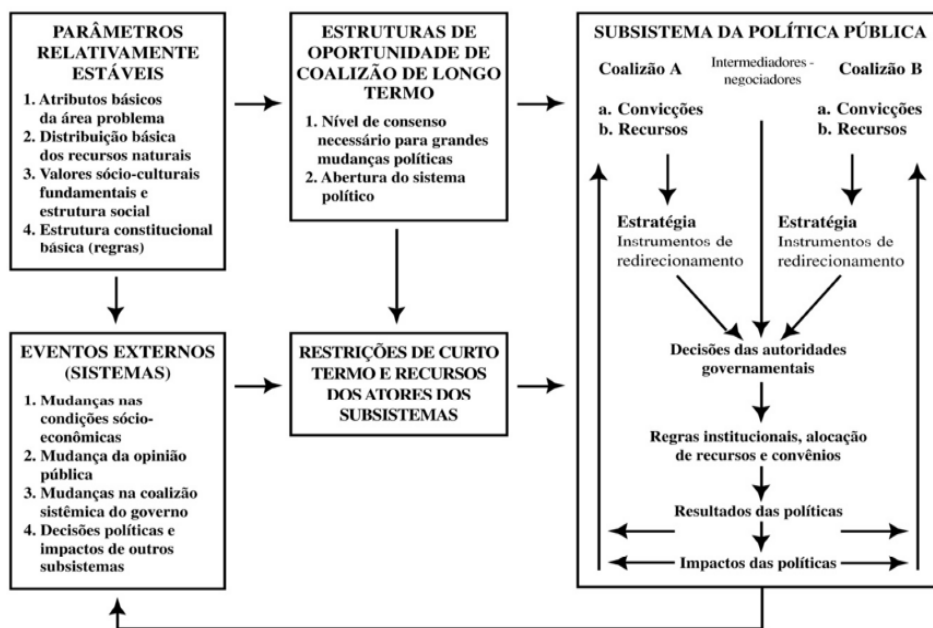 PARÂMETROS
RELATIVAMENTE
ESTÁVEIS
1. Atributos básicos
da área problema
2. Distribuição básica
dos recursos naturais
3. Valores sócio-culturais
fundamentais e
estrutura social
4. Estrutura constitucional
básica (regras)
ESTRUTURAS DE
OPORTUNIDADE DE
COALIZÃO DE LONGO
TERMO
1. Nível de consenso
necessário para grandes
mudanças políticas
2. Abertura do sistema
político
SUBSISTEMA DA POLÍTICA PÚBLICA
Coalizão A
a. Convicções
b. Recursos
Intermediadores -
negociadores
Coalizão B
a. Convicções
b. Recursos
Estratégia
Instrumentos de
redirecionamento
Estratégia
Instrumentos de
redirecionamento
Decisões das autoridades
governamentais
Regras institucionais, alocação
de recursos e convênios
Resultados das políticas
Impactos das políticas
EVENTOS EXTERNOS
(SISTEMAS)
1. Mudanças nas
condições sócio-
econômicas
2. Mudança da opinião
pública
3. Mudanças na coalizão
sistêmica do governo
4. Decisões políticas e
impactos de outros
subsistemas
RESTRIÇÕES DE CURTO
TERMO E RECURSOS
DOS ATORES DOS
SUBSISTEMAS